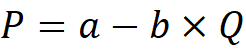 P = a − b × Q